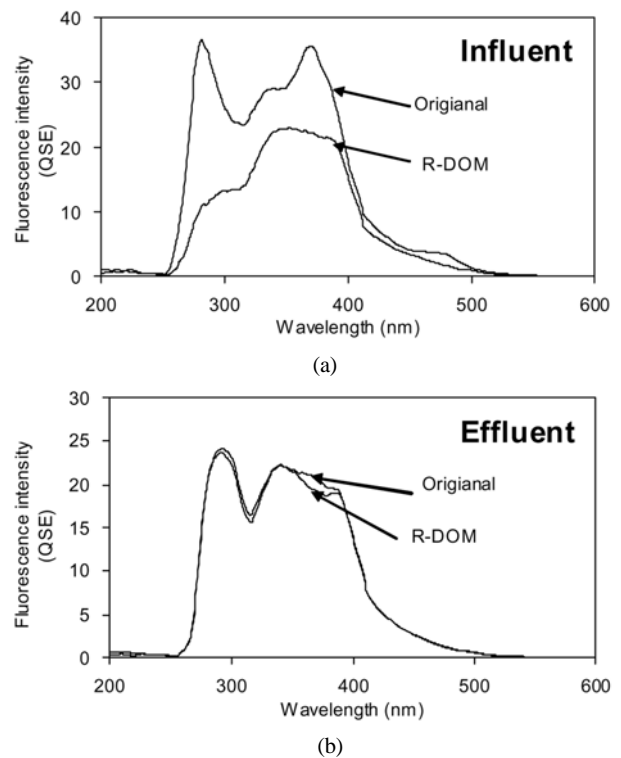 40
30
20
10
0
Fluorescence intensity
(QSE)
Influent
Origianal
R-DOM
200 300 400 500 600
Wavelength (nm)
(a)
30
25
20
15
10
5
0
Fluorescence intensity
(QSE)
Effluent
Origianal
R-DOM
200 300 400 500 600
Wavelength (nm)
(b)